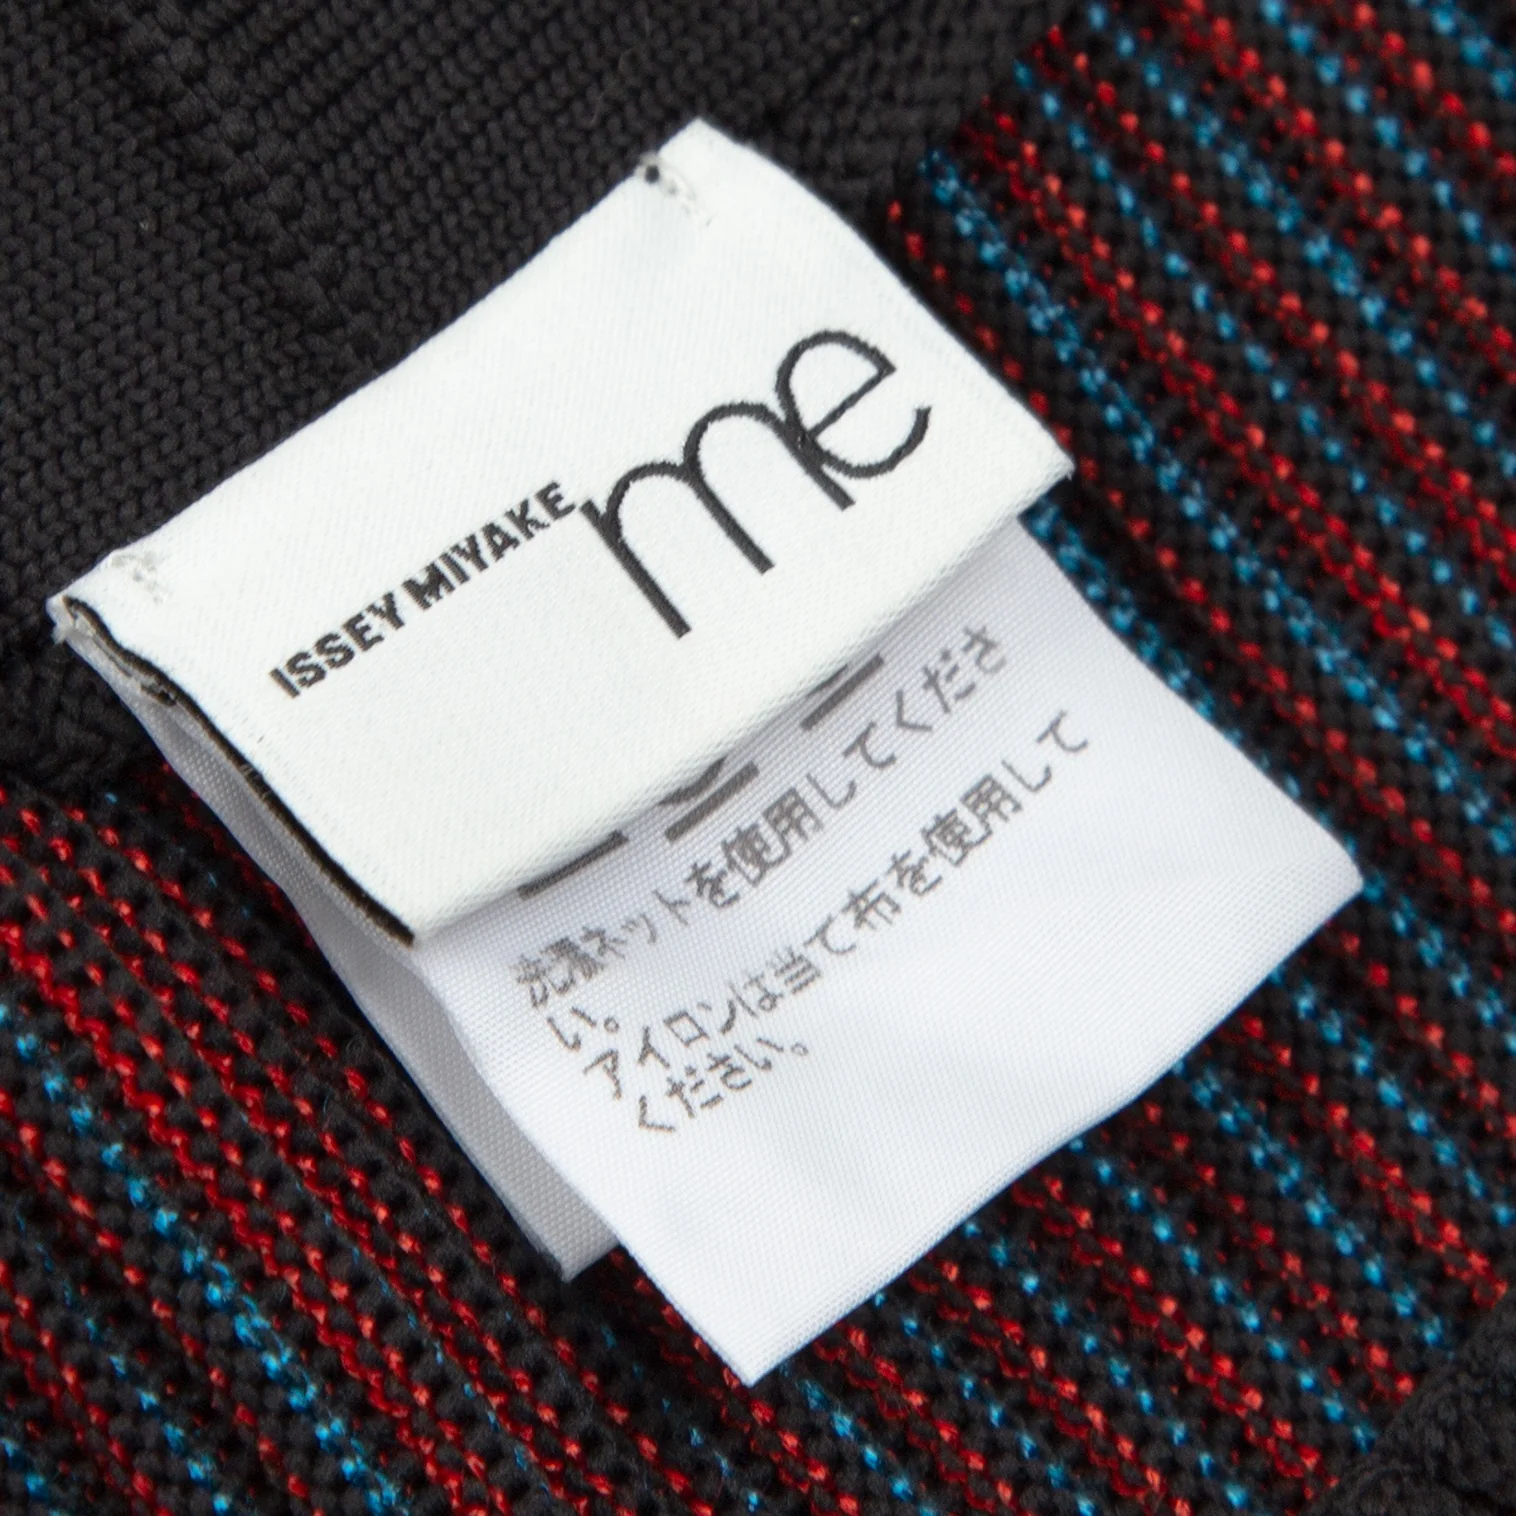 ISSEY MIYAKE me
洗濯ネットを使用してくださ
い。
アイロンは当て布を使用して
ください。